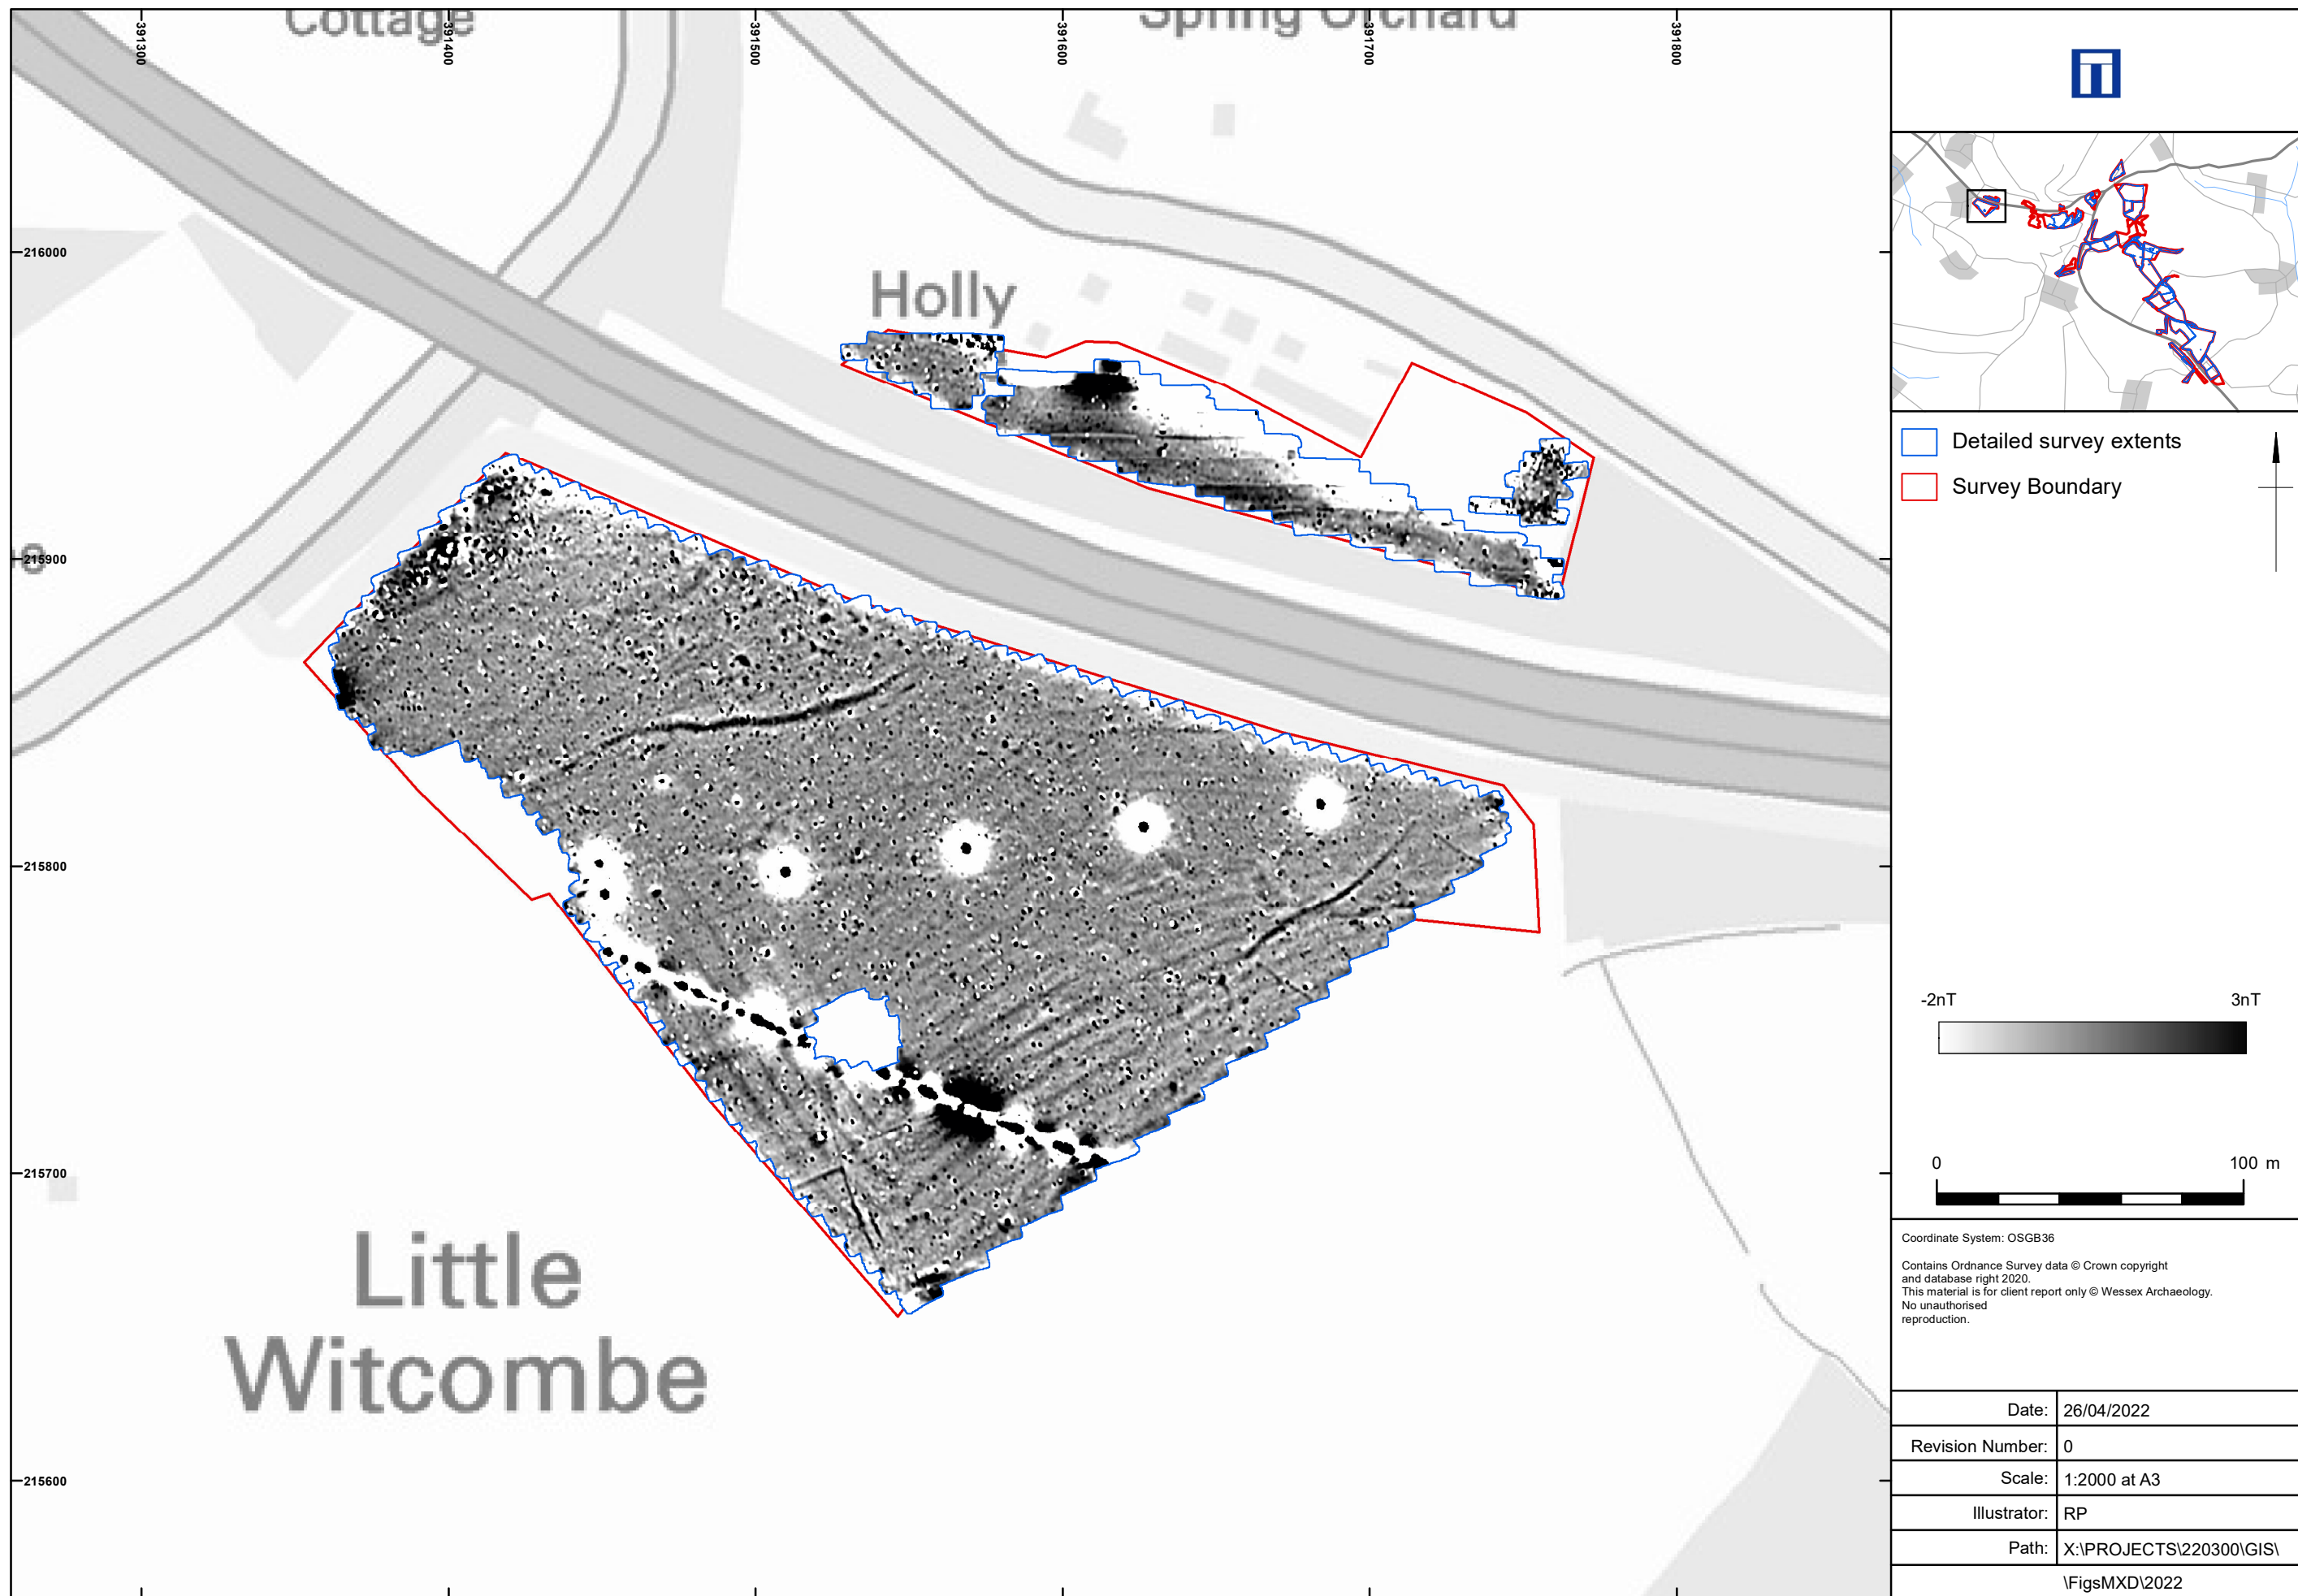 Cottage
Spring Orchard
391300
391400
391500
391600
391700
391800
216000
Holly
215900
215800
215700
Little
Witcombe
215600
Detailed survey extents
Survey Boundary
-2nT 3nT
0 100 m
Coordinate System: OSGB36
Contains Ordnance Survey data © Crown copyright
and database right 2020.
This material is for client report only © Wessex Archaeology.
No unauthorised
reproduction.
Date: 26/04/2022
Revision Number: 0
Scale: 1:2000 at A3
Illustrator: RP
Path: X:\PROJECTS\220300\GIS\
\FigsMXD\2022